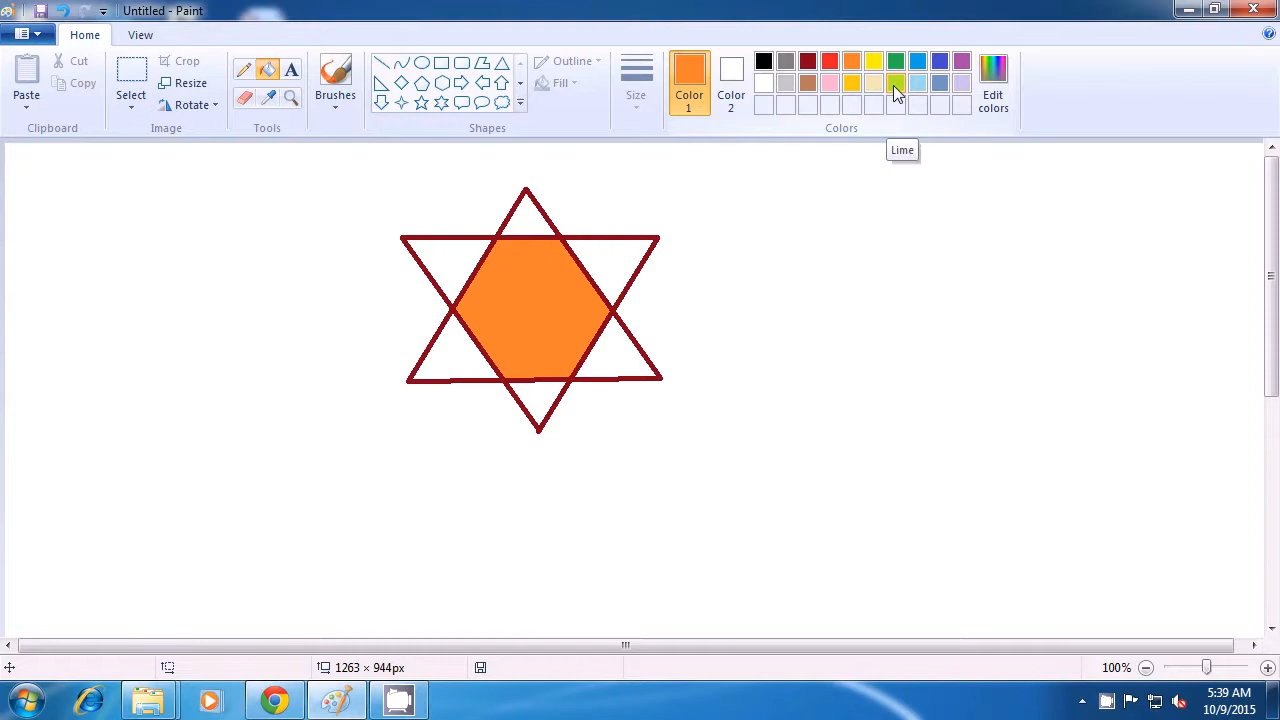 Untitled - Paint
Home View
Paste
Cut
Copy
Clipboard
Select
Crop
Resize
Rotate
Image
A
Tools
Brushes
Shapes
Outline
Fill
Size
Color 1
Color 2
Edit colors
Colors
Lime
1263 × 944px
100%
5:39 AM
10/9/2015